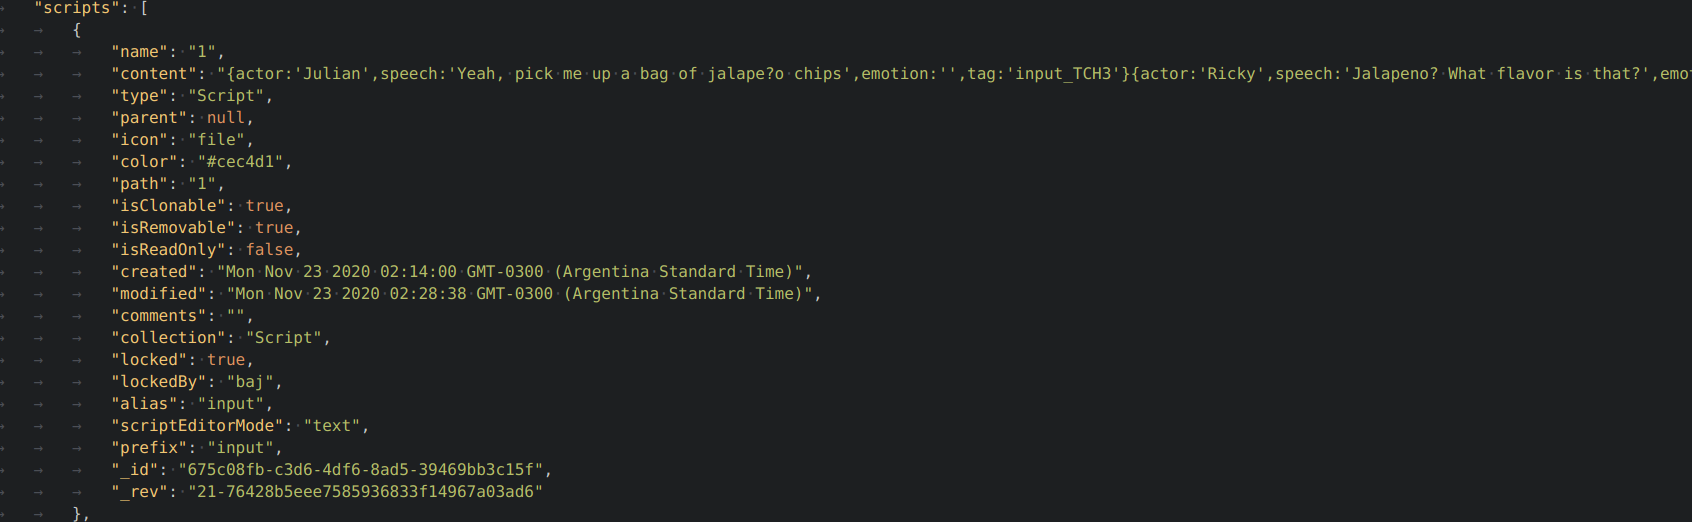 "scripts": [
{
"name": "1",
"content": "{actor:'Julian',speech:'Yeah, pick me up a bag of jalape?o chips',emotion:'',tag:'input_TCH3'}{actor:'Ricky',speech:'Jalapeno? What flavor is that?',emot
"type": "Script",
"parent": null,
"icon": "file",
"color": "#cec4d1",
"path": "1",
"isClonable": true,
"isRemovable": true,
"isReadOnly": false,
"created": "Mon Nov 23 2020 02:14:00 GMT-0300 (Argentina Standard Time)",
"modified": "Mon Nov 23 2020 02:28:38 GMT-0300 (Argentina Standard Time)",
"comments": "",
"collection": "Script",
"locked": true,
"lockedBy": "baj",
"alias": "input",
"scriptEditorMode": "text",
"prefix": "input",
"_id": "675c08fb-c3d6-4df6-8ad5-39469bb3c15f",
"_rev": "21-76428b5eee7585936833f14967a03ad6"
},